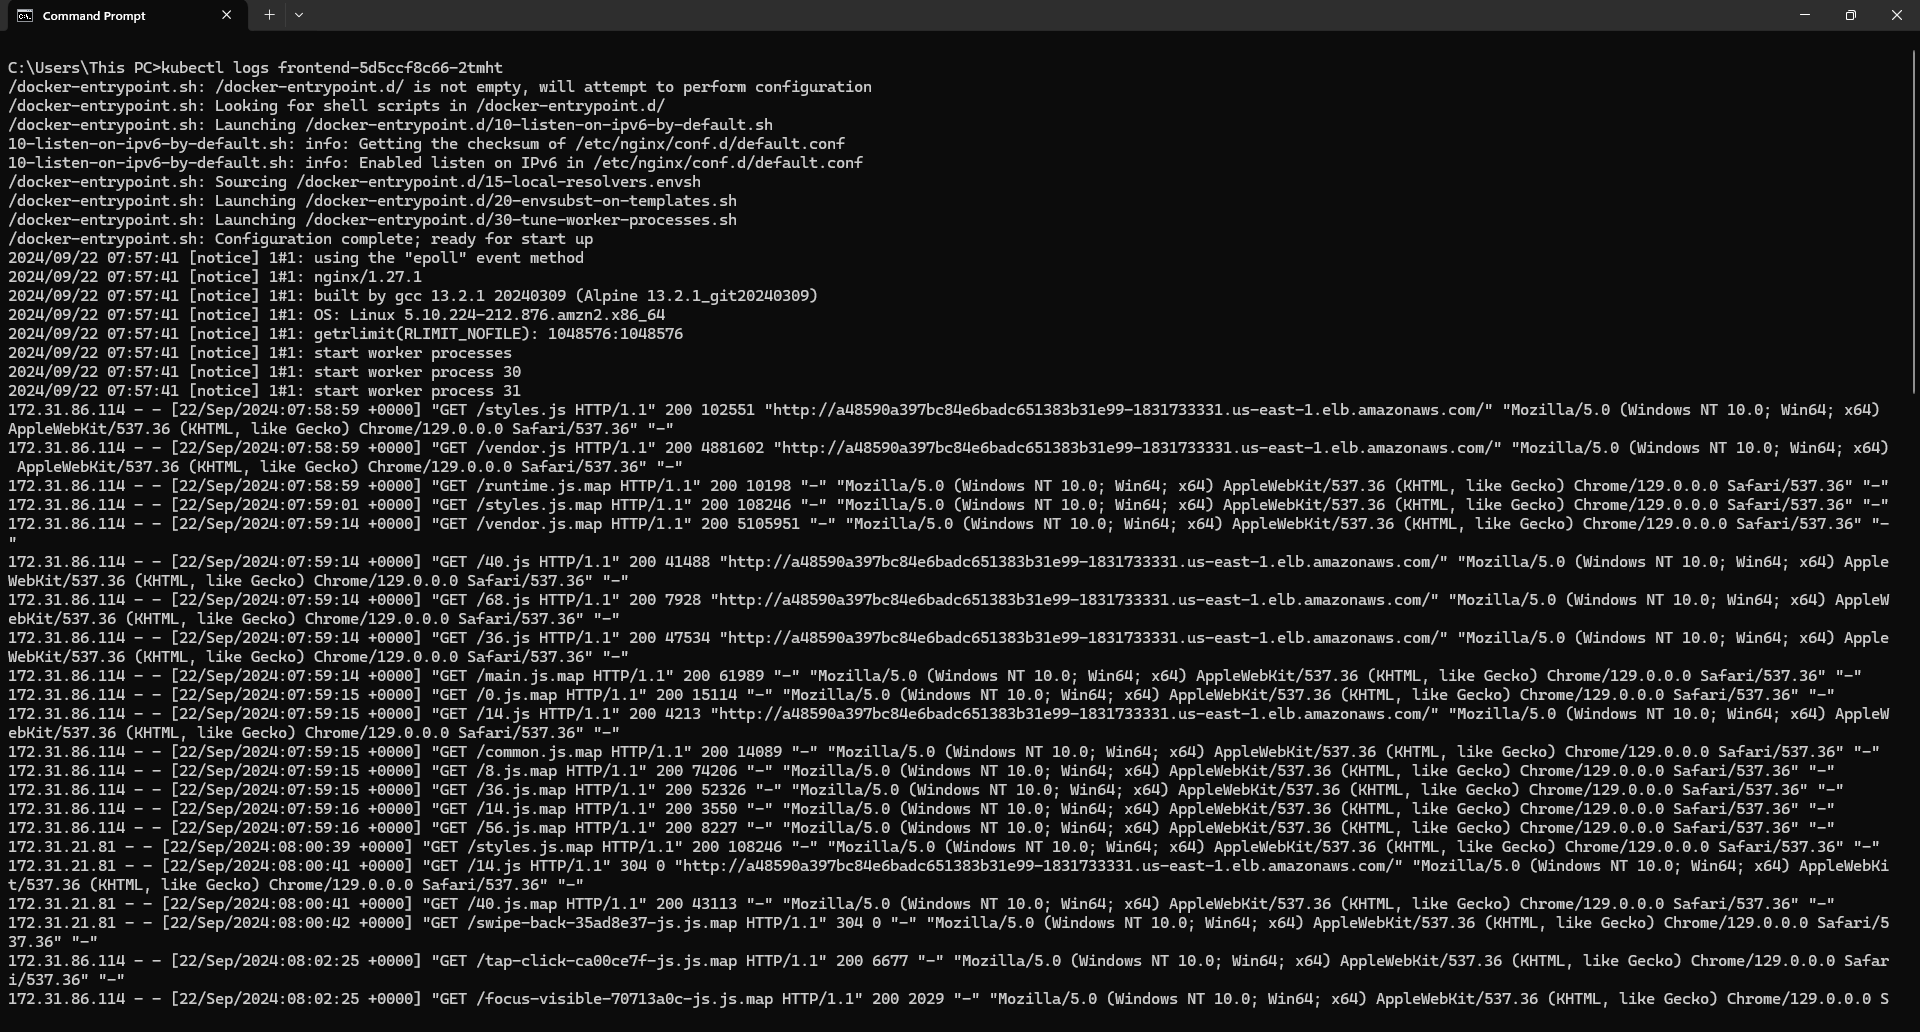 Command Prompt
C:\Users\This PC>kubectl logs frontend-5d5ccf8c66-2tmht
/docker-entrypoint.sh: /docker-entrypoint.d/ is not empty, will attempt to perform configuration
/docker-entrypoint.sh: Looking for shell scripts in /docker-entrypoint.d/
/docker-entrypoint.sh: Launching /docker-entrypoint.d/10-listen-on-ipv6-by-default.sh
10-listen-on-ipv6-by-default.sh: info: Getting the checksum of /etc/nginx/conf.d/default.conf
10-listen-on-ipv6-by-default.sh: info: Enabled listen on IPv6 in /etc/nginx/conf.d/default.conf
/docker-entrypoint.sh: Sourcing /docker-entrypoint.d/15-local-resolvers.envsh
/docker-entrypoint.sh: Launching /docker-entrypoint.d/20-envsubst-on-templates.sh
/docker-entrypoint.sh: Launching /docker-entrypoint.d/30-tune-worker-processes.sh
/docker-entrypoint.sh: Configuration complete; ready for start up
2024/09/22 07:57:41 [notice] 1#1: using the "epoll" event method
2024/09/22 07:57:41 [notice] 1#1: nginx/1.27.1
2024/09/22 07:57:41 [notice] 1#1: built by gcc 13.2.1 20240309 (Alpine 13.2.1_git20240309)
2024/09/22 07:57:41 [notice] 1#1: OS: Linux 5.10.224-212.876.amzn2.x86_64
2024/09/22 07:57:41 [notice] 1#1: getrlimit(RLIMIT_NOFILE): 1048576:1048576
2024/09/22 07:57:41 [notice] 1#1: start worker processes
2024/09/22 07:57:41 [notice] 1#1: start worker process 30
2024/09/22 07:57:41 [notice] 1#1: start worker process 31
172.31.86.114 - - [22/Sep/2024:07:58:59 +0000] "GET /styles.js HTTP/1.1" 200 102551 "http://a48590a397bc84e6badc651383b31e99-1831733331.us-east-1.elb.amazonaws.com/" "Mozilla/5.0 (Windows NT 10.0; Win64; x64)
AppleWebKit/537.36 (KHTML, like Gecko) Chrome/129.0.0.0 Safari/537.36" "-"
172.31.86.114 - - [22/Sep/2024:07:58:59 +0000] "GET /vendor.js HTTP/1.1" 200 4881602 "http://a48590a397bc84e6badc651383b31e99-1831733331.us-east-1.elb.amazonaws.com/" "Mozilla/5.0 (Windows NT 10.0; Win64; x64)
 AppleWebKit/537.36 (KHTML, like Gecko) Chrome/129.0.0.0 Safari/537.36" "-"
172.31.86.114 - - [22/Sep/2024:07:58:59 +0000] "GET /runtime.js.map HTTP/1.1" 200 10198 "-" "Mozilla/5.0 (Windows NT 10.0; Win64; x64) AppleWebKit/537.36 (KHTML, like Gecko) Chrome/129.0.0.0 Safari/537.36" "-"
172.31.86.114 - - [22/Sep/2024:07:59:01 +0000] "GET /styles.js.map HTTP/1.1" 200 108246 "-" "Mozilla/5.0 (Windows NT 10.0; Win64; x64) AppleWebKit/537.36 (KHTML, like Gecko) Chrome/129.0.0.0 Safari/537.36" "-"
172.31.86.114 - - [22/Sep/2024:07:59:14 +0000] "GET /vendor.js.map HTTP/1.1" 200 5105951 "-" "Mozilla/5.0 (Windows NT 10.0; Win64; x64) AppleWebKit/537.36 (KHTML, like Gecko) Chrome/129.0.0.0 Safari/537.36" "-
"
172.31.86.114 - - [22/Sep/2024:07:59:14 +0000] "GET /40.js HTTP/1.1" 200 41488 "http://a48590a397bc84e6badc651383b31e99-1831733331.us-east-1.elb.amazonaws.com/" "Mozilla/5.0 (Windows NT 10.0; Win64; x64) Apple
WebKit/537.36 (KHTML, like Gecko) Chrome/129.0.0.0 Safari/537.36" "-"
172.31.86.114 - - [22/Sep/2024:07:59:14 +0000] "GET /68.js HTTP/1.1" 200 7928 "http://a48590a397bc84e6badc651383b31e99-1831733331.us-east-1.elb.amazonaws.com/" "Mozilla/5.0 (Windows NT 10.0; Win64; x64) AppleW
ebKit/537.36 (KHTML, like Gecko) Chrome/129.0.0.0 Safari/537.36" "-"
172.31.86.114 - - [22/Sep/2024:07:59:14 +0000] "GET /36.js HTTP/1.1" 200 47534 "http://a48590a397bc84e6badc651383b31e99-1831733331.us-east-1.elb.amazonaws.com/" "Mozilla/5.0 (Windows NT 10.0; Win64; x64) Apple
WebKit/537.36 (KHTML, like Gecko) Chrome/129.0.0.0 Safari/537.36" "-"
172.31.86.114 - - [22/Sep/2024:07:59:14 +0000] "GET /main.js.map HTTP/1.1" 200 61989 "-" "Mozilla/5.0 (Windows NT 10.0; Win64; x64) AppleWebKit/537.36 (KHTML, like Gecko) Chrome/129.0.0.0 Safari/537.36" "-"
172.31.86.114 - - [22/Sep/2024:07:59:15 +0000] "GET /0.js.map HTTP/1.1" 200 15114 "-" "Mozilla/5.0 (Windows NT 10.0; Win64; x64) AppleWebKit/537.36 (KHTML, like Gecko) Chrome/129.0.0.0 Safari/537.36" "-"
172.31.86.114 - - [22/Sep/2024:07:59:15 +0000] "GET /14.js HTTP/1.1" 200 4213 "http://a48590a397bc84e6badc651383b31e99-1831733331.us-east-1.elb.amazonaws.com/" "Mozilla/5.0 (Windows NT 10.0; Win64; x64) AppleW
ebKit/537.36 (KHTML, like Gecko) Chrome/129.0.0.0 Safari/537.36" "-"
172.31.86.114 - - [22/Sep/2024:07:59:15 +0000] "GET /common.js.map HTTP/1.1" 200 14089 "-" "Mozilla/5.0 (Windows NT 10.0; Win64; x64) AppleWebKit/537.36 (KHTML, like Gecko) Chrome/129.0.0.0 Safari/537.36" "-"
172.31.86.114 - - [22/Sep/2024:07:59:15 +0000] "GET /8.js.map HTTP/1.1" 200 74206 "-" "Mozilla/5.0 (Windows NT 10.0; Win64; x64) AppleWebKit/537.36 (KHTML, like Gecko) Chrome/129.0.0.0 Safari/537.36" "-"
172.31.86.114 - - [22/Sep/2024:07:59:15 +0000] "GET /36.js.map HTTP/1.1" 200 52326 "-" "Mozilla/5.0 (Windows NT 10.0; Win64; x64) AppleWebKit/537.36 (KHTML, like Gecko) Chrome/129.0.0.0 Safari/537.36" "-"
172.31.86.114 - - [22/Sep/2024:07:59:16 +0000] "GET /14.js.map HTTP/1.1" 200 3550 "-" "Mozilla/5.0 (Windows NT 10.0; Win64; x64) AppleWebKit/537.36 (KHTML, like Gecko) Chrome/129.0.0.0 Safari/537.36" "-"
172.31.86.114 - - [22/Sep/2024:07:59:16 +0000] "GET /56.js.map HTTP/1.1" 200 8227 "-" "Mozilla/5.0 (Windows NT 10.0; Win64; x64) AppleWebKit/537.36 (KHTML, like Gecko) Chrome/129.0.0.0 Safari/537.36" "-"
172.31.21.81 - - [22/Sep/2024:08:00:39 +0000] "GET /styles.js.map HTTP/1.1" 200 108246 "-" "Mozilla/5.0 (Windows NT 10.0; Win64; x64) AppleWebKit/537.36 (KHTML, like Gecko) Chrome/129.0.0.0 Safari/537.36" "-"
172.31.21.81 - - [22/Sep/2024:08:00:41 +0000] "GET /14.js HTTP/1.1" 304 0 "http://a48590a397bc84e6badc651383b31e99-1831733331.us-east-1.elb.amazonaws.com/" "Mozilla/5.0 (Windows NT 10.0; Win64; x64) AppleWebKi
t/537.36 (KHTML, like Gecko) Chrome/129.0.0.0 Safari/537.36" "-"
172.31.21.81 - - [22/Sep/2024:08:00:41 +0000] "GET /40.js.map HTTP/1.1" 200 43113 "-" "Mozilla/5.0 (Windows NT 10.0; Win64; x64) AppleWebKit/537.36 (KHTML, like Gecko) Chrome/129.0.0.0 Safari/537.36" "-"
172.31.21.81 - - [22/Sep/2024:08:00:42 +0000] "GET /swipe-back-35ad8e37-js.js.map HTTP/1.1" 304 0 "-" "Mozilla/5.0 (Windows NT 10.0; Win64; x64) AppleWebKit/537.36 (KHTML, like Gecko) Chrome/129.0.0.0 Safari/5
37.36" "-"
172.31.86.114 - - [22/Sep/2024:08:02:25 +0000] "GET /tap-click-ca00ce7f-js.js.map HTTP/1.1" 200 6677 "-" "Mozilla/5.0 (Windows NT 10.0; Win64; x64) AppleWebKit/537.36 (KHTML, like Gecko) Chrome/129.0.0.0 Safar
i/537.36" "-"
172.31.86.114 - - [22/Sep/2024:08:02:25 +0000] "GET /focus-visible-70713a0c-js.js.map HTTP/1.1" 200 2029 "-" "Mozilla/5.0 (Windows NT 10.0; Win64; x64) AppleWebKit/537.36 (KHTML, like Gecko) Chrome/129.0.0.0 S